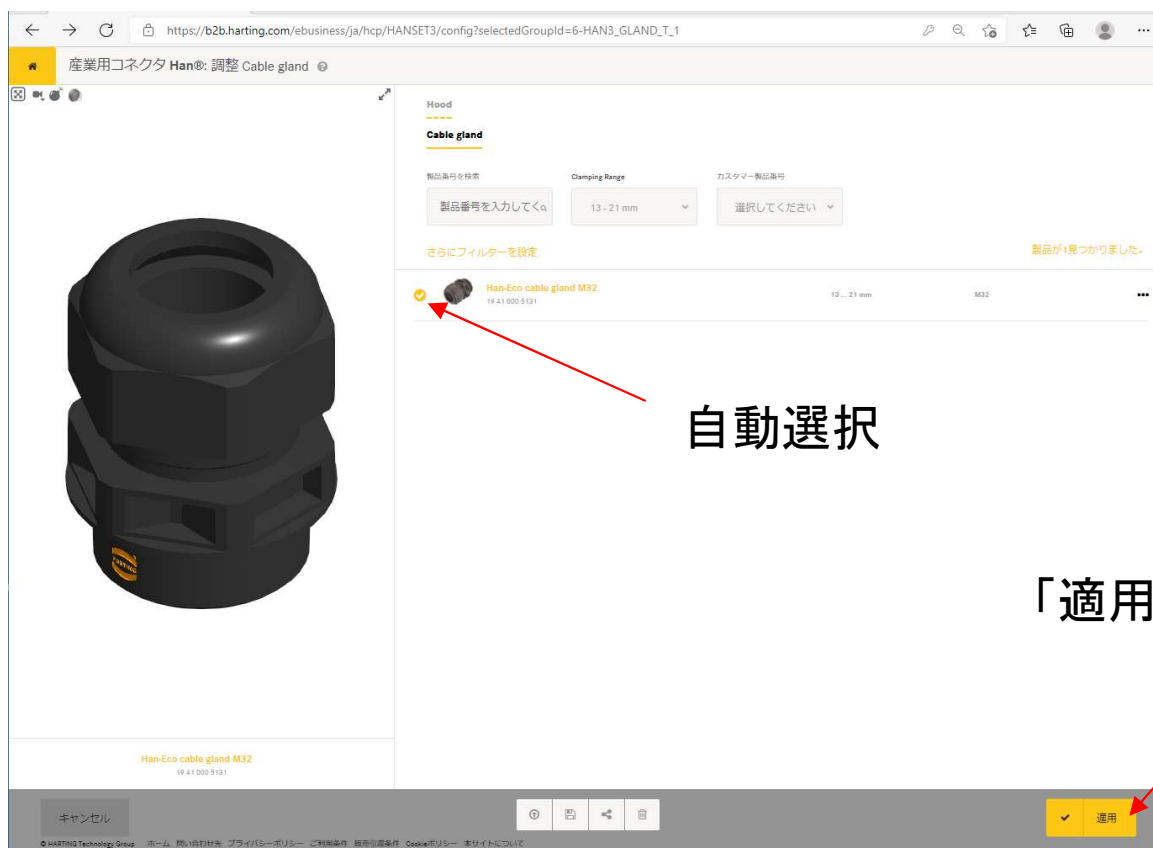 https://b2b.harting.com/ebusiness/ja/hcp/HANSET3/config?selectedGroupId=6-HAN3_GLAND_T_1
産業用コネクタ Han®: 調整 Cable gland
Hood
Cable gland
製品番号を検索 Clamping Range カスタマー製品番号
製品番号を入力してく 13 - 21 mm 選択してください
さらにフィルターを設定 製品が1見つかりました。
Han-Eco cable gland M32
19 41 000 5131 13 ... 21 mm M32
自動選択
「適用
HARTING
Han-Eco cable gland M32
19 41 000 5131
キャンセル 適用
© HARTING Technology Group ホーム 問い合わせ先 プライバシーポリシー ご利用条件 販売引渡条件 Cookieポリシー 本サイトについて